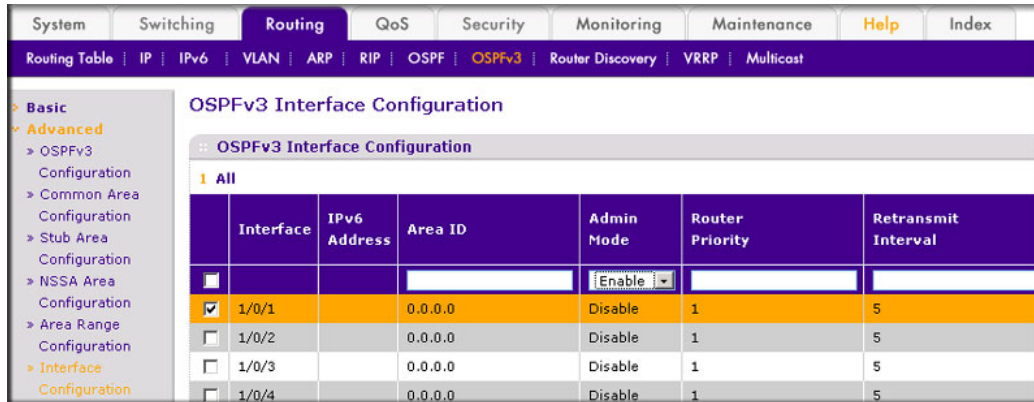 System Switching Routing QoS Security Monitoring Maintenance Help Index
Routing Table IP IPv6 VLAN ARP RIP OSPF OSPFv3 Router Discovery VRRP Multicast
Basic
Advanced
» OSPFv3
Configuration
» Common Area
Configuration
» Stub Area
Configuration
» NSSA Area
Configuration
» Area Range
Configuration
» Interface
Configuration
OSPFv3 Interface Configuration
OSPFv3 Interface Configuration
1 All
Interface IPv6 Address Area ID Admin Mode Router Priority Retransmit Interval
Enable
1/0/1 0.0.0.0 Disable 1 5
1/0/2 0.0.0.0 Disable 1 5
1/0/3 0.0.0.0 Disable 1 5
1/0/4 0.0.0.0 Disable 1 5